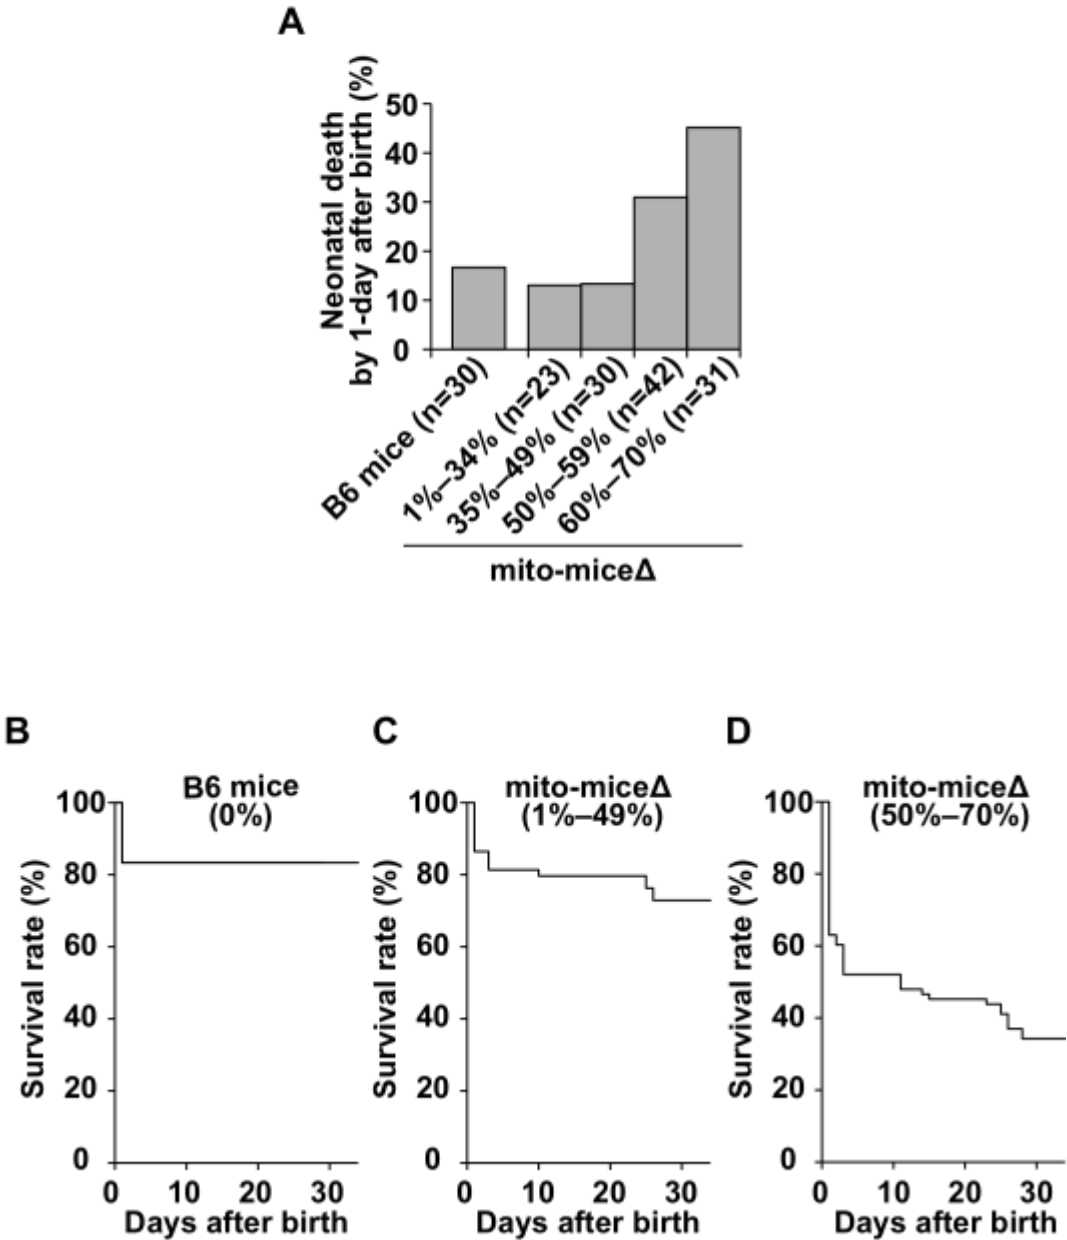 A
Neonatal death
by 1-day after birth (%)
50
40
30
20
10
0
B6 mice (n=30)
1%–34% (n=23)
35%–49% (n=30)
50%–59% (n=42)
60%–70% (n=31)
mito-miceΔ
B
B6 mice
(0%)
Survival rate (%)
100
80
60
40
20
0
0 10 20 30
Days after birth
C
mito-miceΔ
(1%–49%)
Survival rate (%)
100
80
60
40
20
0
0 10 20 30
Days after birth
D
mito-miceΔ
(50%–70%)
Survival rate (%)
100
80
60
40
20
0
0 10 20 30
Days after birth